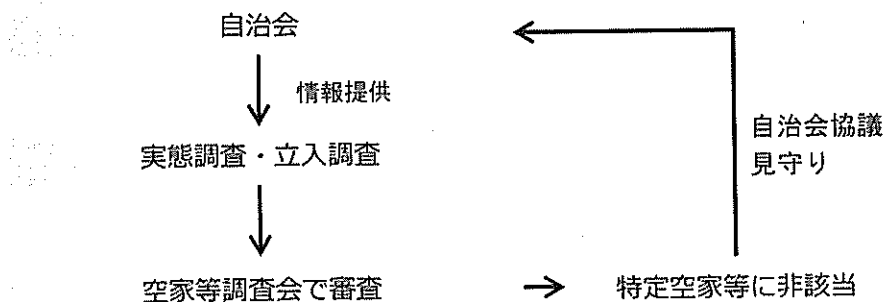 自治会
情報提供
実態調査・立入調査
空家等調査会で審査
特定空家等に非該当
自治会協議
見守り